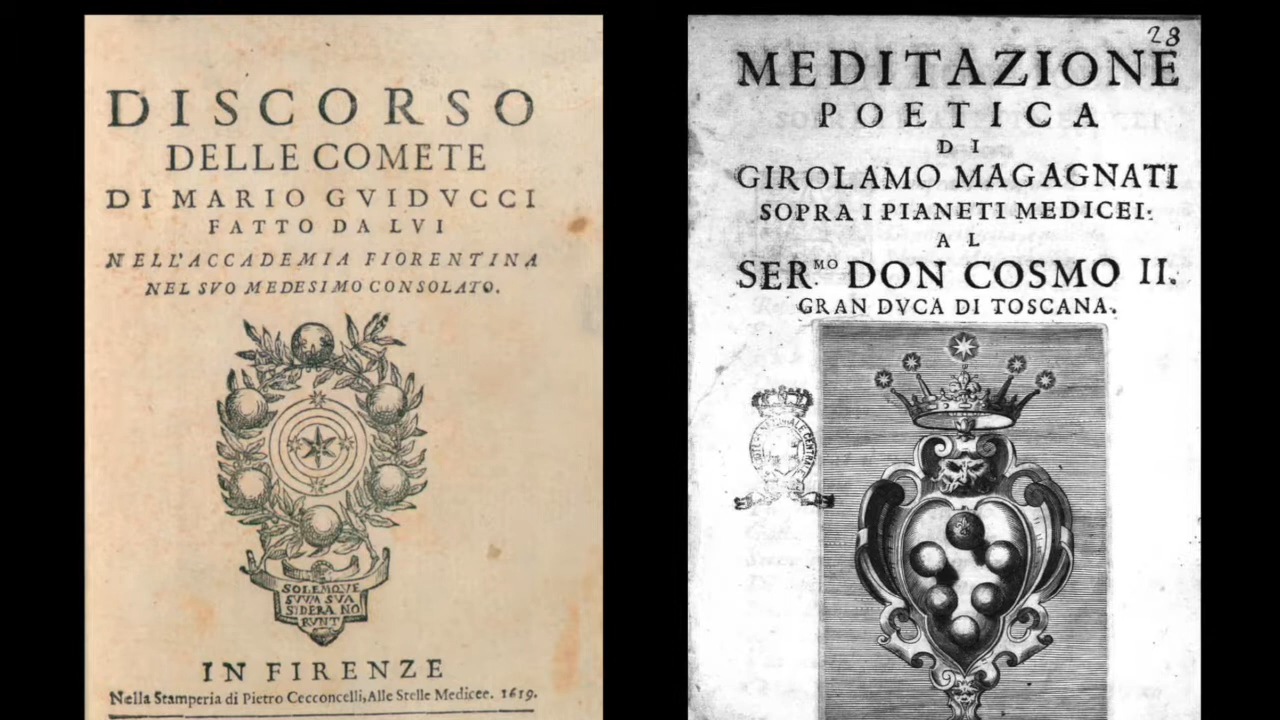 DISCORSO
DELLE COMETE
DI MARIO GVIDVCCI
FATTO DA LVI
NELL'ACCADEMIA FIORENTINA
NEL SVO MEDESIMO CONSOLATO.
SOLEMQVE
SVVM SVA
SIDERA NO
RVNT
IN FIRENZE
Nella Stamperia di Pietro Cecconcelli, Alle Stelle Medicee. 1619.
28
MEDITAZIONE
POETICA
DI
GIROLAMO MAGAGNATI
SOPRA I PIANETI MEDICEI.
AL
SER.MO DON COSMO II.
GRAN DVCA DI TOSCANA.